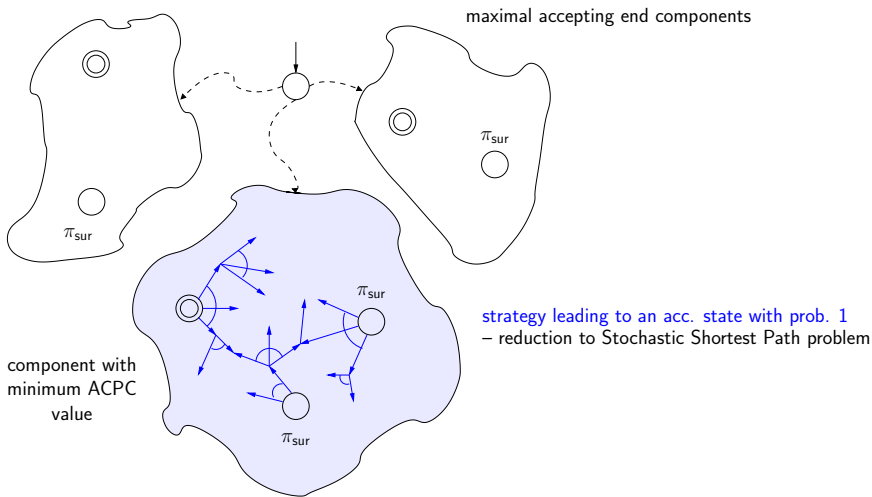 maximal accepting end components
π_sur
π_sur
π_sur
strategy leading to an acc. state with prob. 1
– reduction to Stochastic Shortest Path problem
component with
minimum ACPC
value
π_sur